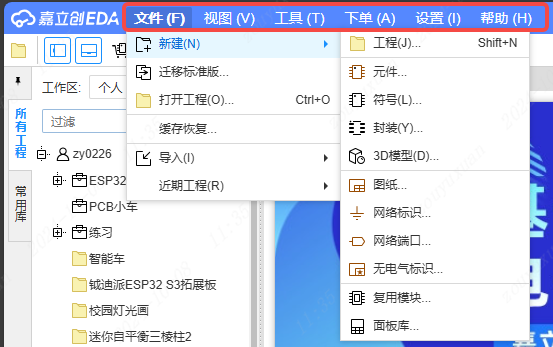 嘉立创EDA 文件 (F) 视图 (V) 工具 (T) 下单 (A) 设置 (I) 帮助 (H)
新建(N)
迁移标准版...
打开工程(O)... Ctrl+O
缓存恢复...
导入(I)
近期工程(R)
工程(J)... Shift+N
元件...
符号(L)...
封装(Y)...
3D模型(D)...
图纸...
网络标识...
网络端口...
无电气标识...
复用模块...
面板库...
所有工程
常用库
工作区: 个人
过滤
zy0226
ESP32
PCB小车
练习
智能车
钺迪派ESP32 S3拓展板
校园灯光画
迷你自平衡三棱柱2